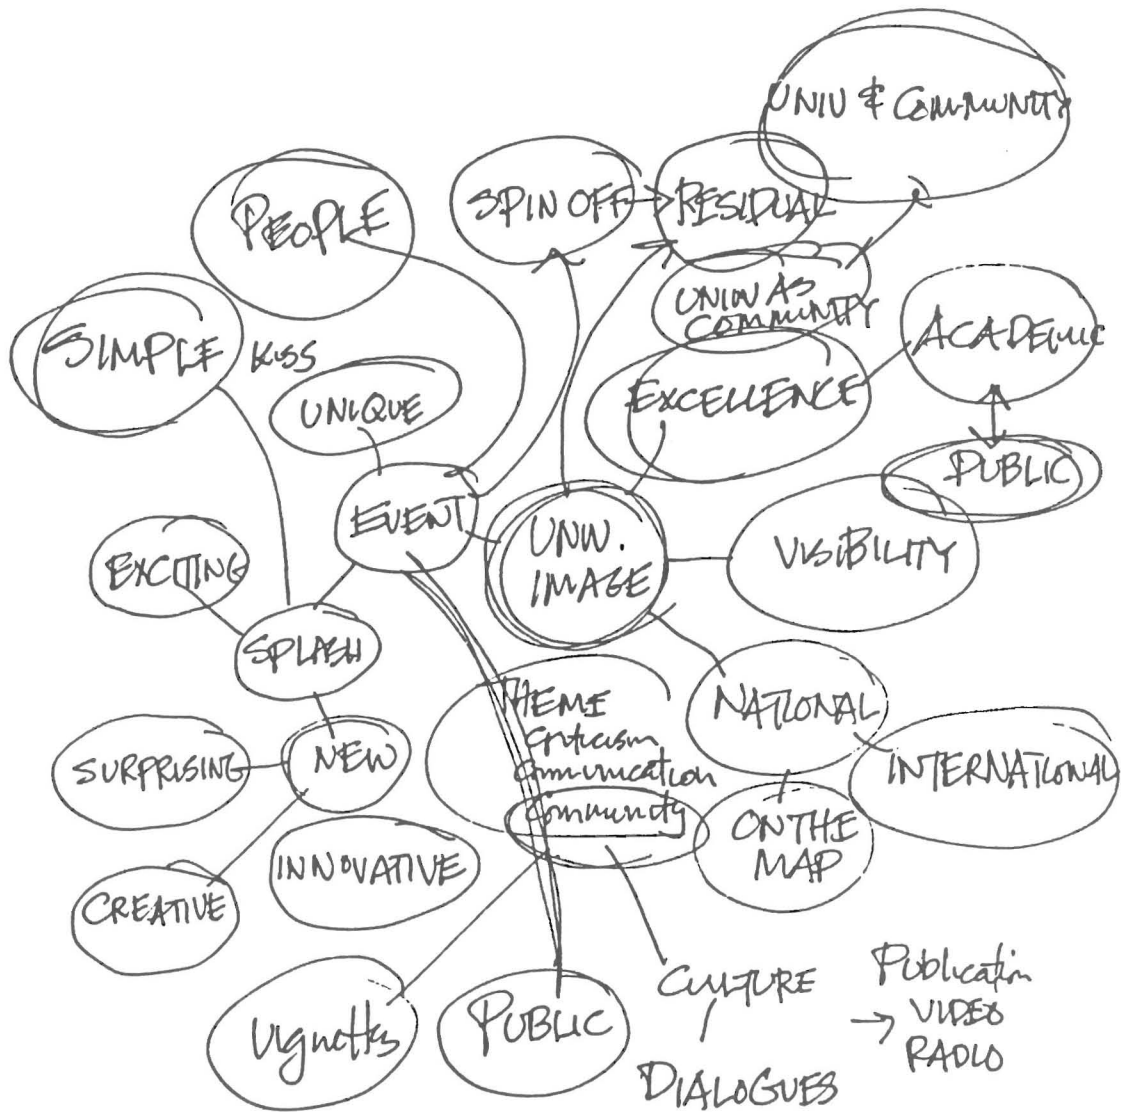 UNIV & COMMUNITY
PEOPLE
SPIN OFF
RESIDUAL
UNION AS
COMMUNITY
SIMPLE
KISS
ACADEMIC
UNIQUE
EXCELLENCE
PUBLIC
EVENT
UNIV.
IMAGE
VISIBILITY
EXCITING
SPLASH
THEME
Criticism
Communication
Community
NATIONAL
SURPRISING
NEW
INTERNATIONAL
ON THE
MAP
INNOVATIVE
CREATIVE
Vignettes
PUBLIC
CULTURE
DIALOGUES
Publication
→ VIDEO
RADIO